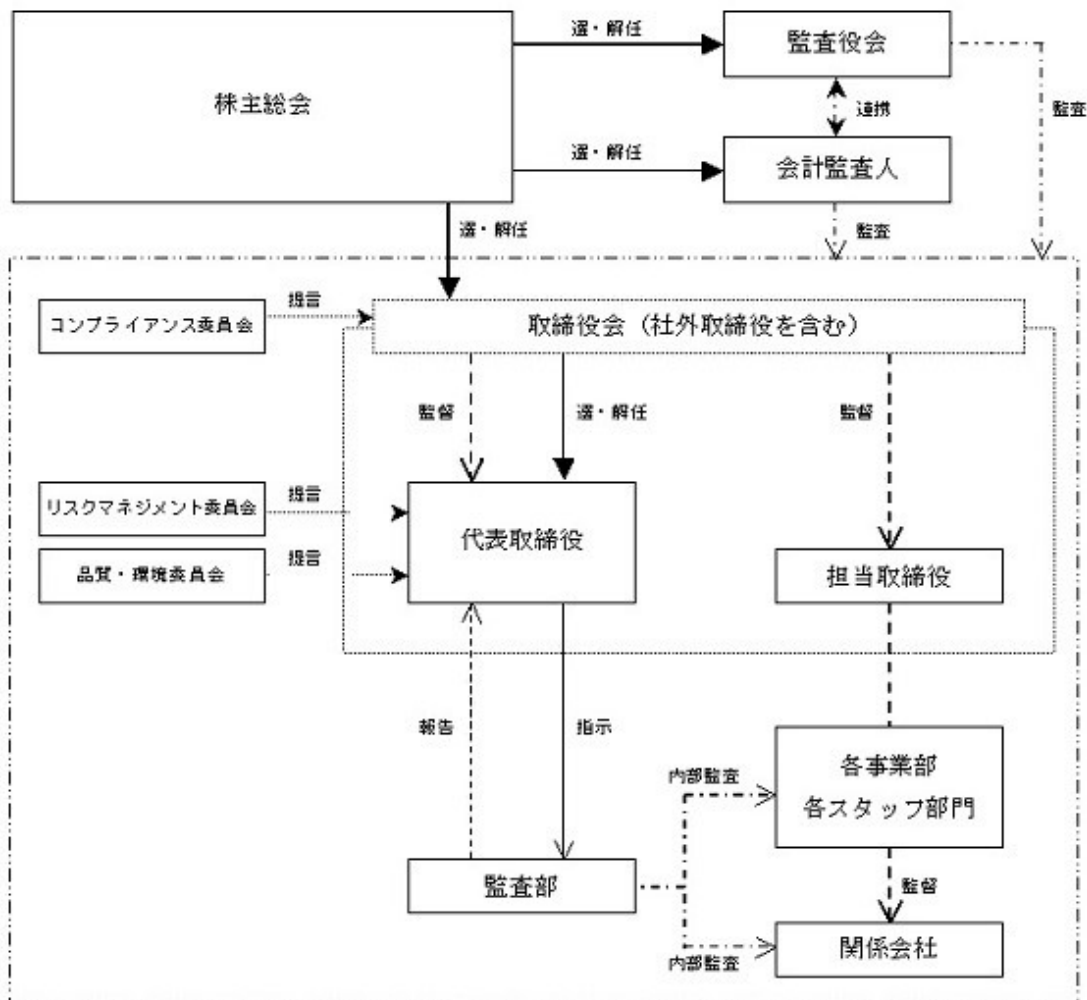 選・解任
監査役会
株主総会
連携
監査
選・解任
会計監査人
選・解任
監査
提言
コンプライアンス委員会
取締役会（社外取締役を含む）
監督
選・解任
監督
提言
リスクマネジメント委員会
代表取締役
提言
品質・環境委員会
担当取締役
報告
指示
各事業部
各スタッフ部門
内部監査
監査部
監督
関係会社
内部監査